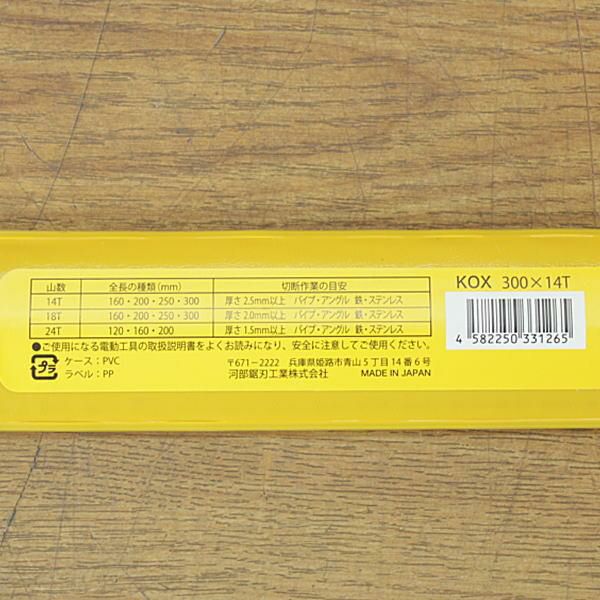 山数 全長の種類(mm) 切断作業の目安
14T 160・200・250・300 厚さ 2.5mm以上 パイプ・アングル 鉄・ステンレス
18T 160・200・250・300 厚さ 2.0mm以上 パイプ・アングル 鉄・ステンレス
24T 120・160・200 厚さ 1.5mm以上 パイプ・アングル 鉄・ステンレス
●ご使用になる電動工具の取扱説明書をよくお読みになり、安全に注意してご使用ください。
プラ
ケース:PVC
ラベル:PP
〒671-2222 兵庫県姫路市青山5丁目14番6号
河部鋸刃工業株式会社 MADE IN JAPAN
KOX 300×14T
4 582250 331265